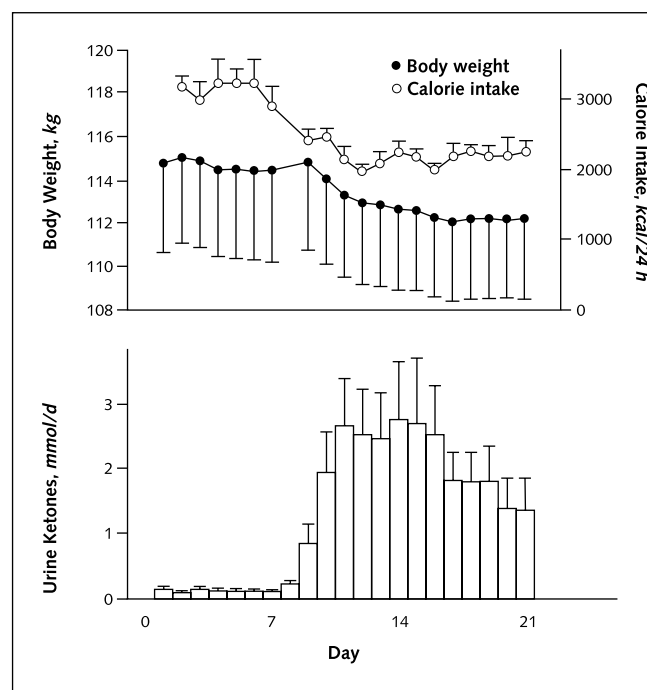 Body weight
Calorie intake
Body Weight, kg
120
118
116
114
112
110
108
Calorie Intake, kcal/24 h
3000
2000
1000
0
Urine Ketones, mmol/d
3
2
1
0
0 7 14 21
Day